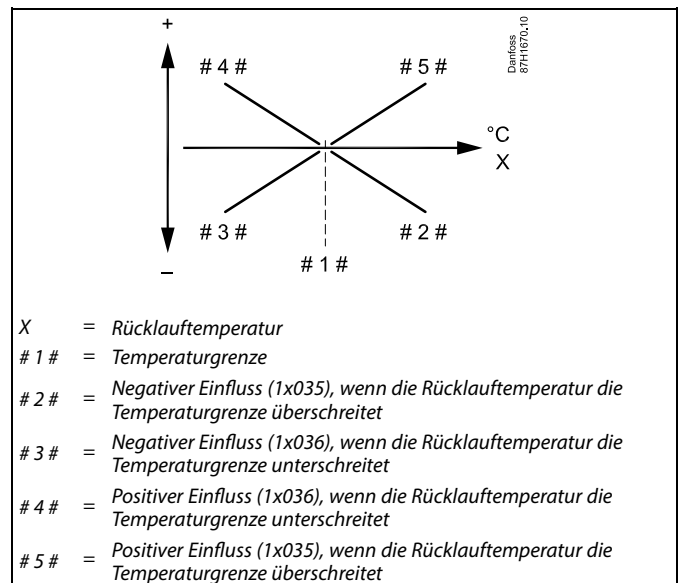 +
Danfoss
87H1670.10
# 4 # # 5 #
°C
X
# 3 # # 2 #
–
# 1 #
X = Rücklauftemperatur
# 1 # = Temperaturgrenze
# 2 # = Negativer Einfluss (1x035), wenn die Rücklauftemperatur die
Temperaturgrenze überschreitet
# 3 # = Negativer Einfluss (1x036), wenn die Rücklauftemperatur die
Temperaturgrenze unterschreitet
# 4 # = Positiver Einfluss (1x036), wenn die Rücklauftemperatur die
Temperaturgrenze unterschreitet
# 5 # = Positiver Einfluss (1x035), wenn die Rücklauftemperatur die
Temperaturgrenze überschreitet